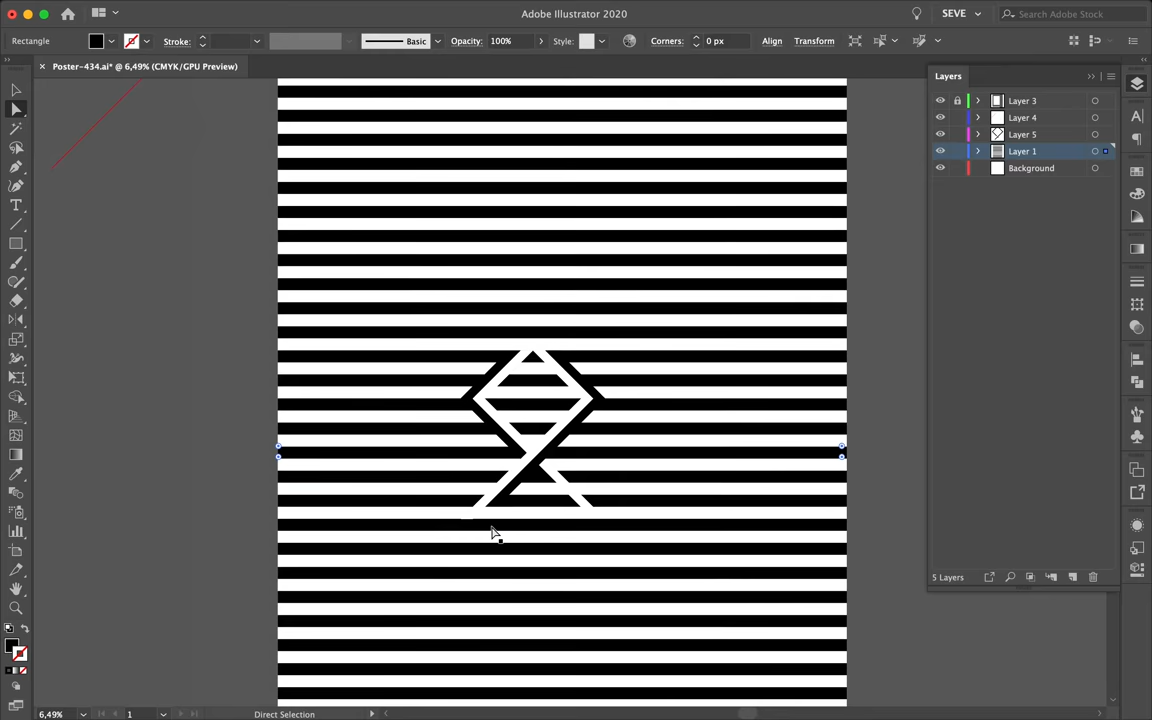 Adobe Illustrator 2020
SEVE
Search Adobe Stock
Rectangle
Stroke:
Basic
Opacity:
100%
Style:
Corners:
0 px
Align
Transform
× Poster-434.ai* @ 6,49% (CMYK/GPU Preview)
Layers
Layer 3
Layer 4
Layer 5
Layer 1
Background
5 Layers
6,49%
1
Direct Selection